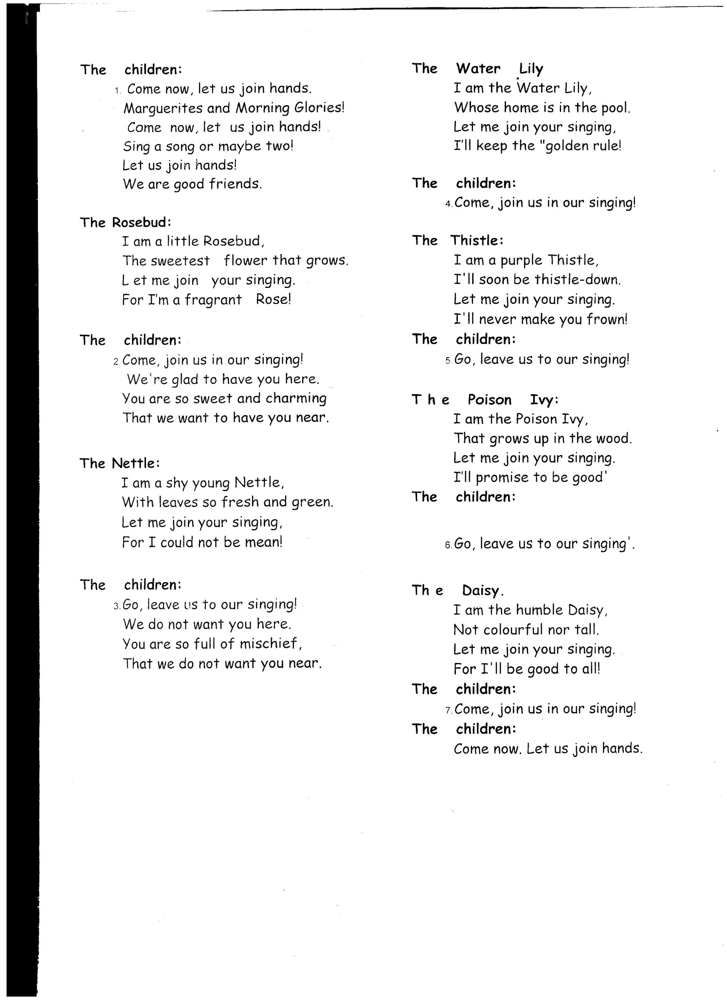 The children:
1. Come now, let us join hands.
Marguerites and Morning Glories!
Come now, let us join hands!
Sing a song or maybe two!
Let us join hands!
We are good friends.
The Rosebud:
I am a little Rosebud,
The sweetest flower that grows.
L et me join your singing.
For I'm a fragrant Rose!
The children:
2. Come, join us in our singing!
We're glad to have you here.
You are so sweet and charming
That we want to have you near.
The Nettle:
I am a shy young Nettle,
With leaves so fresh and green.
Let me join your singing,
For I could not be mean!
The children:
3. Go, leave us to our singing!
We do not want you here.
You are so full of mischief,
That we do not want you near.
The Water Lily
I am the Water Lily,
Whose home is in the pool.
Let me join your singing,
I'll keep the "golden rule!
The children:
4. Come, join us in our singing!
The Thistle:
I am a purple Thistle,
I'll soon be thistle-down.
Let me join your singing.
I'll never make you frown!
The children:
5. Go, leave us to our singing!
T h e Poison Ivy:
I am the Poison Ivy,
That grows up in the wood.
Let me join your singing.
I'll promise to be good'
The children:
6. Go, leave us to our singing'.
Th e Daisy.
I am the humble Daisy,
Not colourful nor tall.
Let me join your singing.
For I'll be good to all!
The children:
7. Come, join us in our singing!
The children:
Come now. Let us join hands.